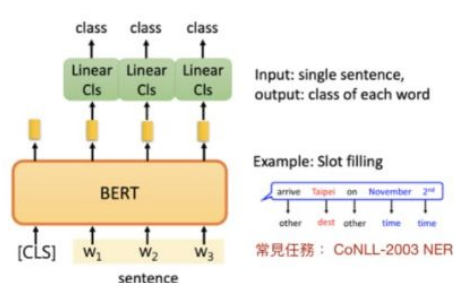 class class class
Linear Cls Linear Cls Linear Cls
Input: single sentence,
output: class of each word
BERT
Example: Slot filling
arrive Taipei on November 2nd
other dest other time time
[CLS] w1 w2 w3
sentence
常見任務： CoNLL-2003 NER